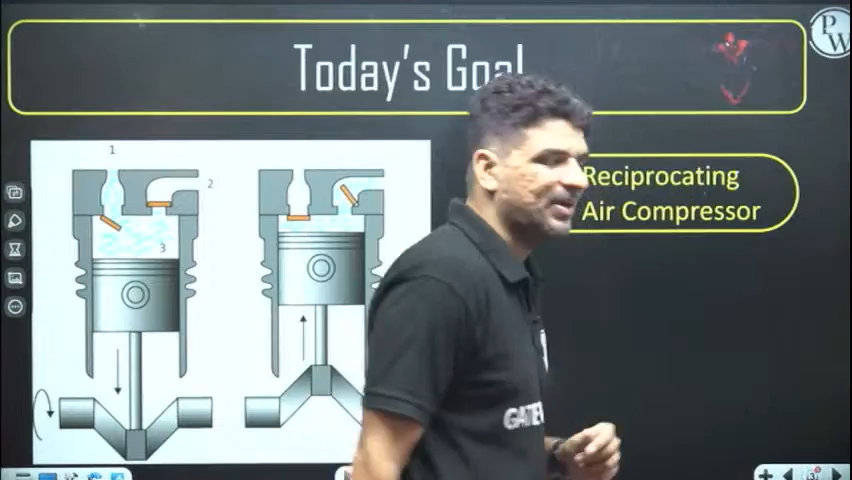 Today's Goal
PW
1
2
3
Reciprocating
Air Compressor
GATE